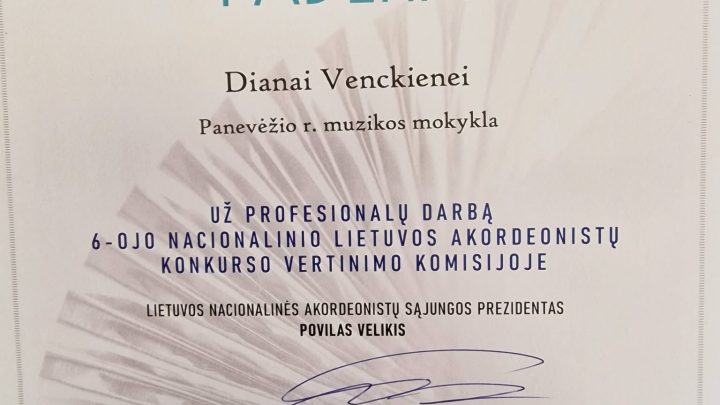 Dianai Venckienei
Panevėžio r. muzikos mokykla
UŽ PROFESIONALŲ DARBĄ
6-OJO NACIONALINIO LIETUVOS AKORDEONISTŲ
KONKURSO VERTINIMO KOMISIJOJE
LIETUVOS NACIONALINĖS AKORDEONISTŲ SĄJUNGOS PREZIDENTAS
POVILAS VELIKIS